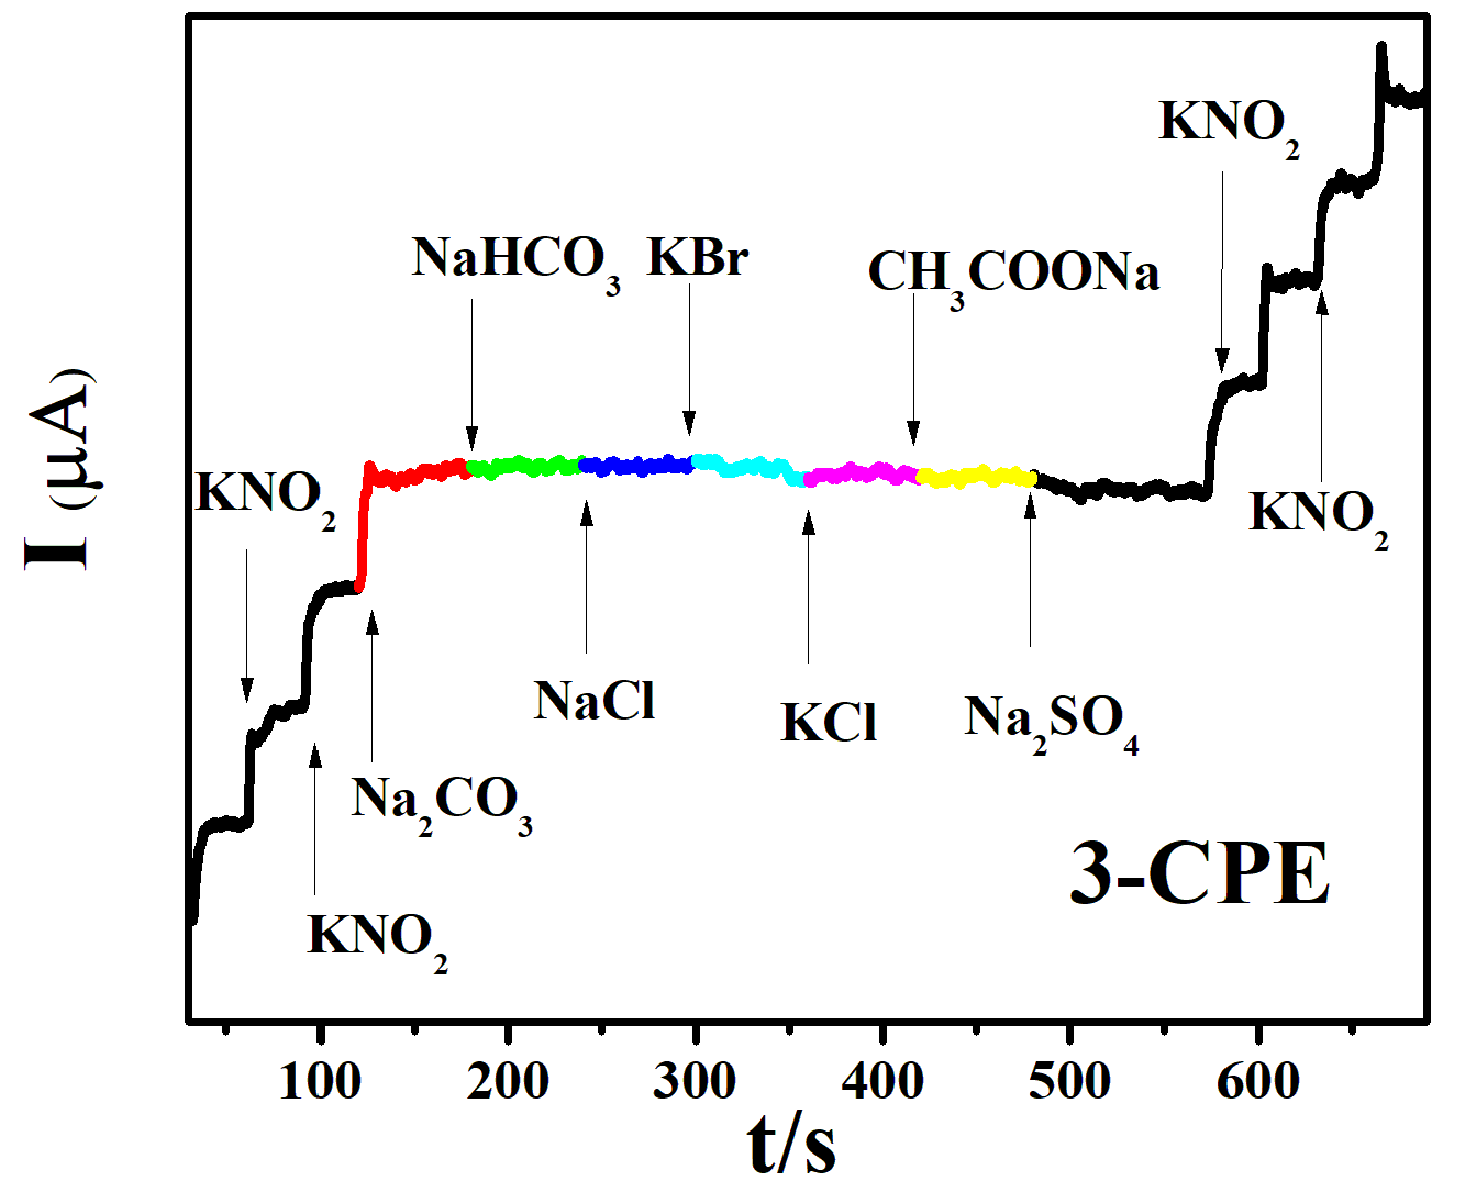 KNO₂
NaHCO₃ KBr
CH₃COONa
I (μA)
KNO₂
KNO₂
NaCl
KCl
Na₂SO₄
Na₂CO₃
3-CPE
KNO₂
100 200 300 400 500 600
t/s